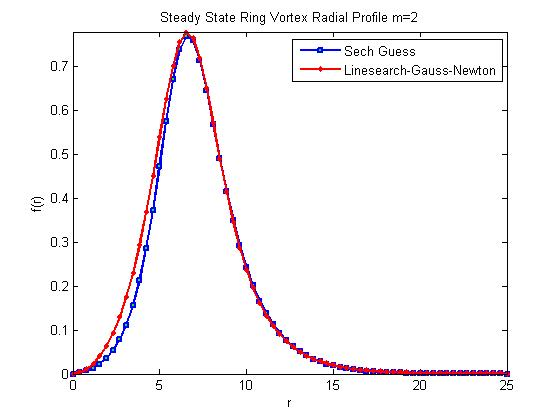 Steady State Ring Vortex Radial Profile m=2
Sech Guess
Linesearch-Gauss-Newton
f(r)
0.7
0.6
0.5
0.4
0.3
0.2
0.1
0
0 5 10 15 20 25
r